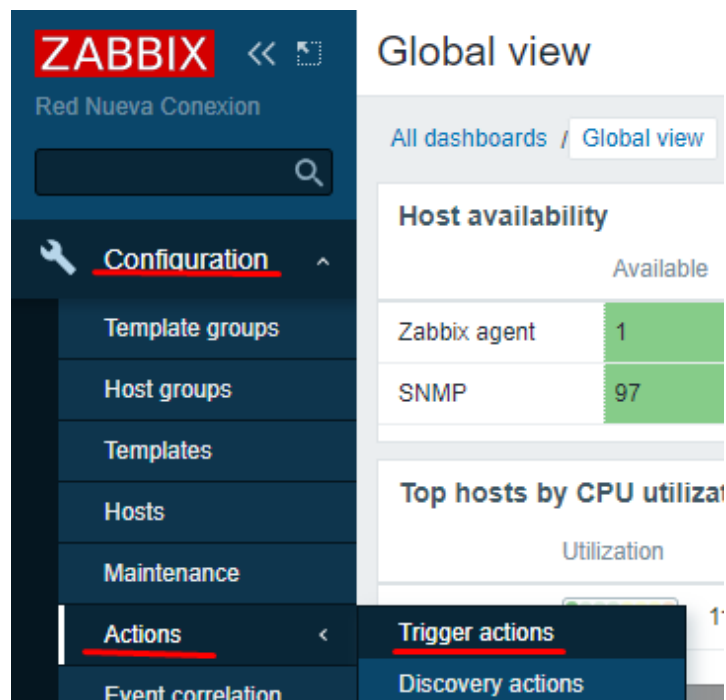 ZABBIX
Red Nueva Conexion
Configuration
Template groups
Host groups
Templates
Hosts
Maintenance
Actions
Event correlation
Trigger actions
Discovery actions
Global view
All dashboards / Global view
Host availability
Available
Zabbix agent 1
SNMP 97
Top hosts by CPU
Utilization